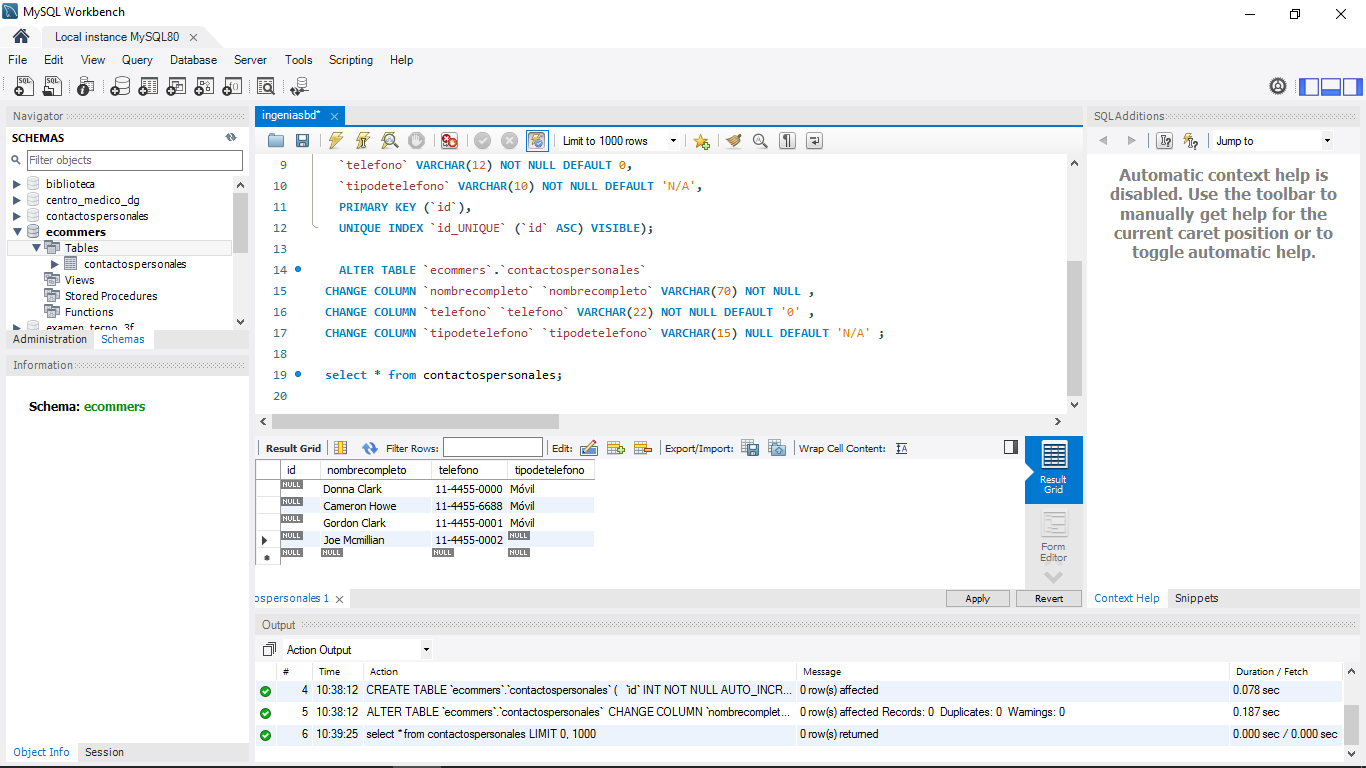 MySQL Workbench
Local instance MySQL80
File Edit View Query Database Server Tools Scripting Help
Navigator
SCHEMAS
Filter objects
biblioteca
centro_medico_dg
contactospersonales
ecommers
Tables
contactospersonales
Views
Stored Procedures
Functions
examen_tecno_3f
Administration Schemas
Information
Schema: ecommers
Object Info Session
ingeniasbd*
Limit to 1000 rows
9 `telefono` VARCHAR(12) NOT NULL DEFAULT 0,
10 `tipodetelefono` VARCHAR(10) NOT NULL DEFAULT 'N/A',
11 PRIMARY KEY (`id`),
12 UNIQUE INDEX `id_UNIQUE` (`id` ASC) VISIBLE);
13
14 ALTER TABLE `ecommers`.`contactospersonales`
15 CHANGE COLUMN `nombrecompleto` `nombrecompleto` VARCHAR(70) NOT NULL ,
16 CHANGE COLUMN `telefono` `telefono` VARCHAR(22) NOT NULL DEFAULT '0' ,
17 CHANGE COLUMN `tipodetelefono` `tipodetelefono` VARCHAR(15) NULL DEFAULT 'N/A' ;
18
19 select * from contactospersonales;
20
Result Grid Filter Rows: Edit: Export/Import: Wrap Cell Content:
id nombrecompleto telefono tipodetelefono
NULL Donna Clark 11-4455-0000 Móvil
NULL Cameron Howe 11-4455-6688 Móvil
NULL Gordon Clark 11-4455-0001 Móvil
NULL Joe Mcmillian 11-4455-0002 NULL
NULL NULL NULL NULL
Result
Grid
Form
Editor
ospersonales 1
Apply Revert
SQLAdditions
Jump to
Automatic context help is
disabled. Use the toolbar to
manually get help for the
current caret position or to
toggle automatic help.
Context Help Snippets
Output
Action Output
# Time Action Message Duration / Fetch
4 10:38:12 CREATE TABLE `ecommers`.`contactospersonales` ( `id` INT NOT NULL AUTO_INCR... 0 row(s) affected 0.078 sec
5 10:38:12 ALTER TABLE `ecommers`.`contactospersonales` CHANGE COLUMN `nombrecomplet... 0 row(s) affected Records: 0 Duplicates: 0 Warnings: 0 0.187 sec
6 10:39:25 select * from contactospersonales LIMIT 0, 1000 0 row(s) returned 0.000 sec / 0.000 sec